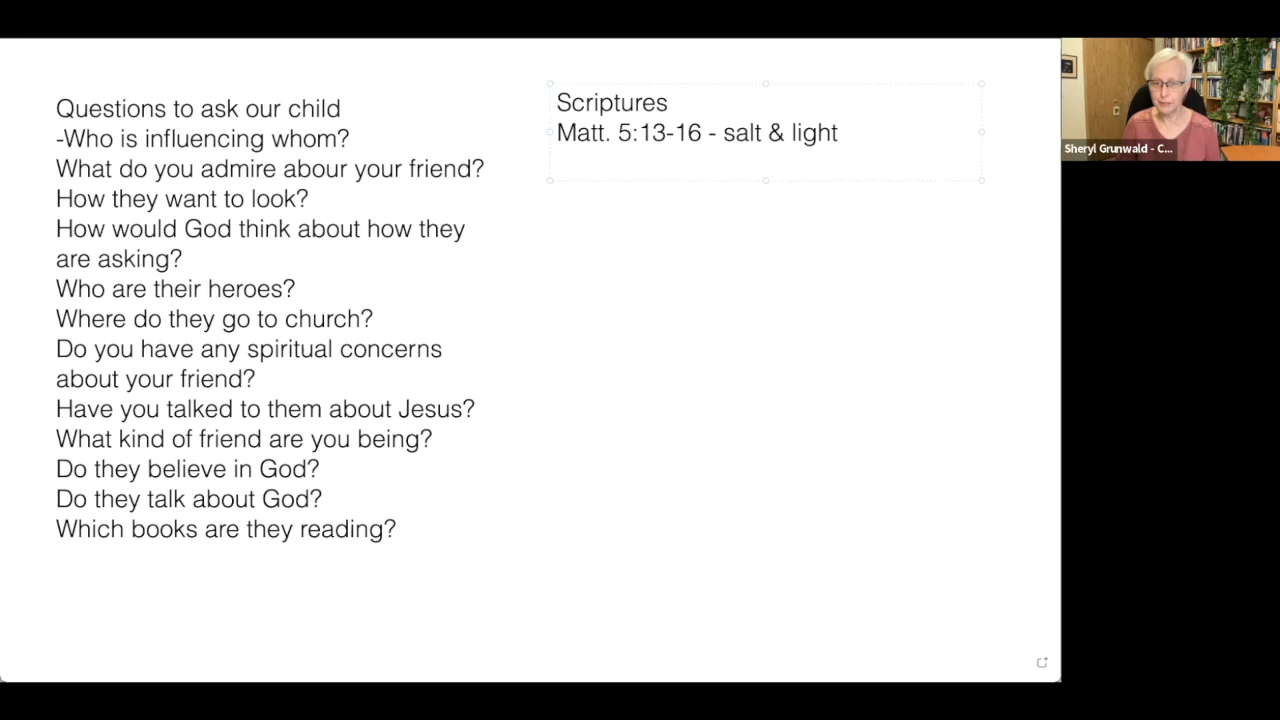 Questions to ask our child
-Who is influencing whom?
What do you admire abour your friend?
How they want to look?
How would God think about how they
are asking?
Who are their heroes?
Where do they go to church?
Do you have any spiritual concerns
about your friend?
Have you talked to them about Jesus?
What kind of friend are you being?
Do they believe in God?
Do they talk about God?
Which books are they reading?
Scriptures
Matt. 5:13-16 - salt & light
Sheryl Grunwald - C...